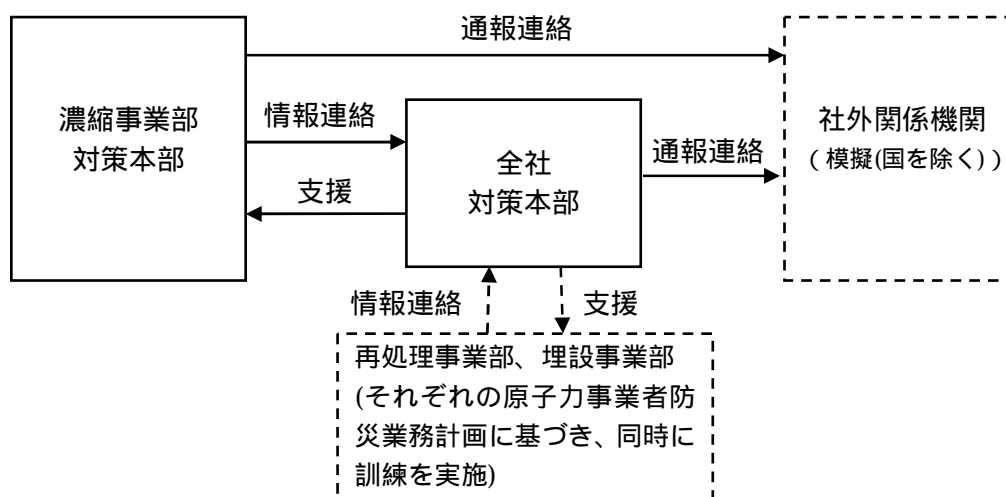 通報連絡
濃縮事業部
対策本部
情報連絡
支援
全社
対策本部
通報連絡
社外関係機関
（模擬(国を除く)）
情報連絡
支援
再処理事業部、埋設事業部
(それぞれの原子力事業者防
災業務計画に基づき、同時に
訓練を実施)